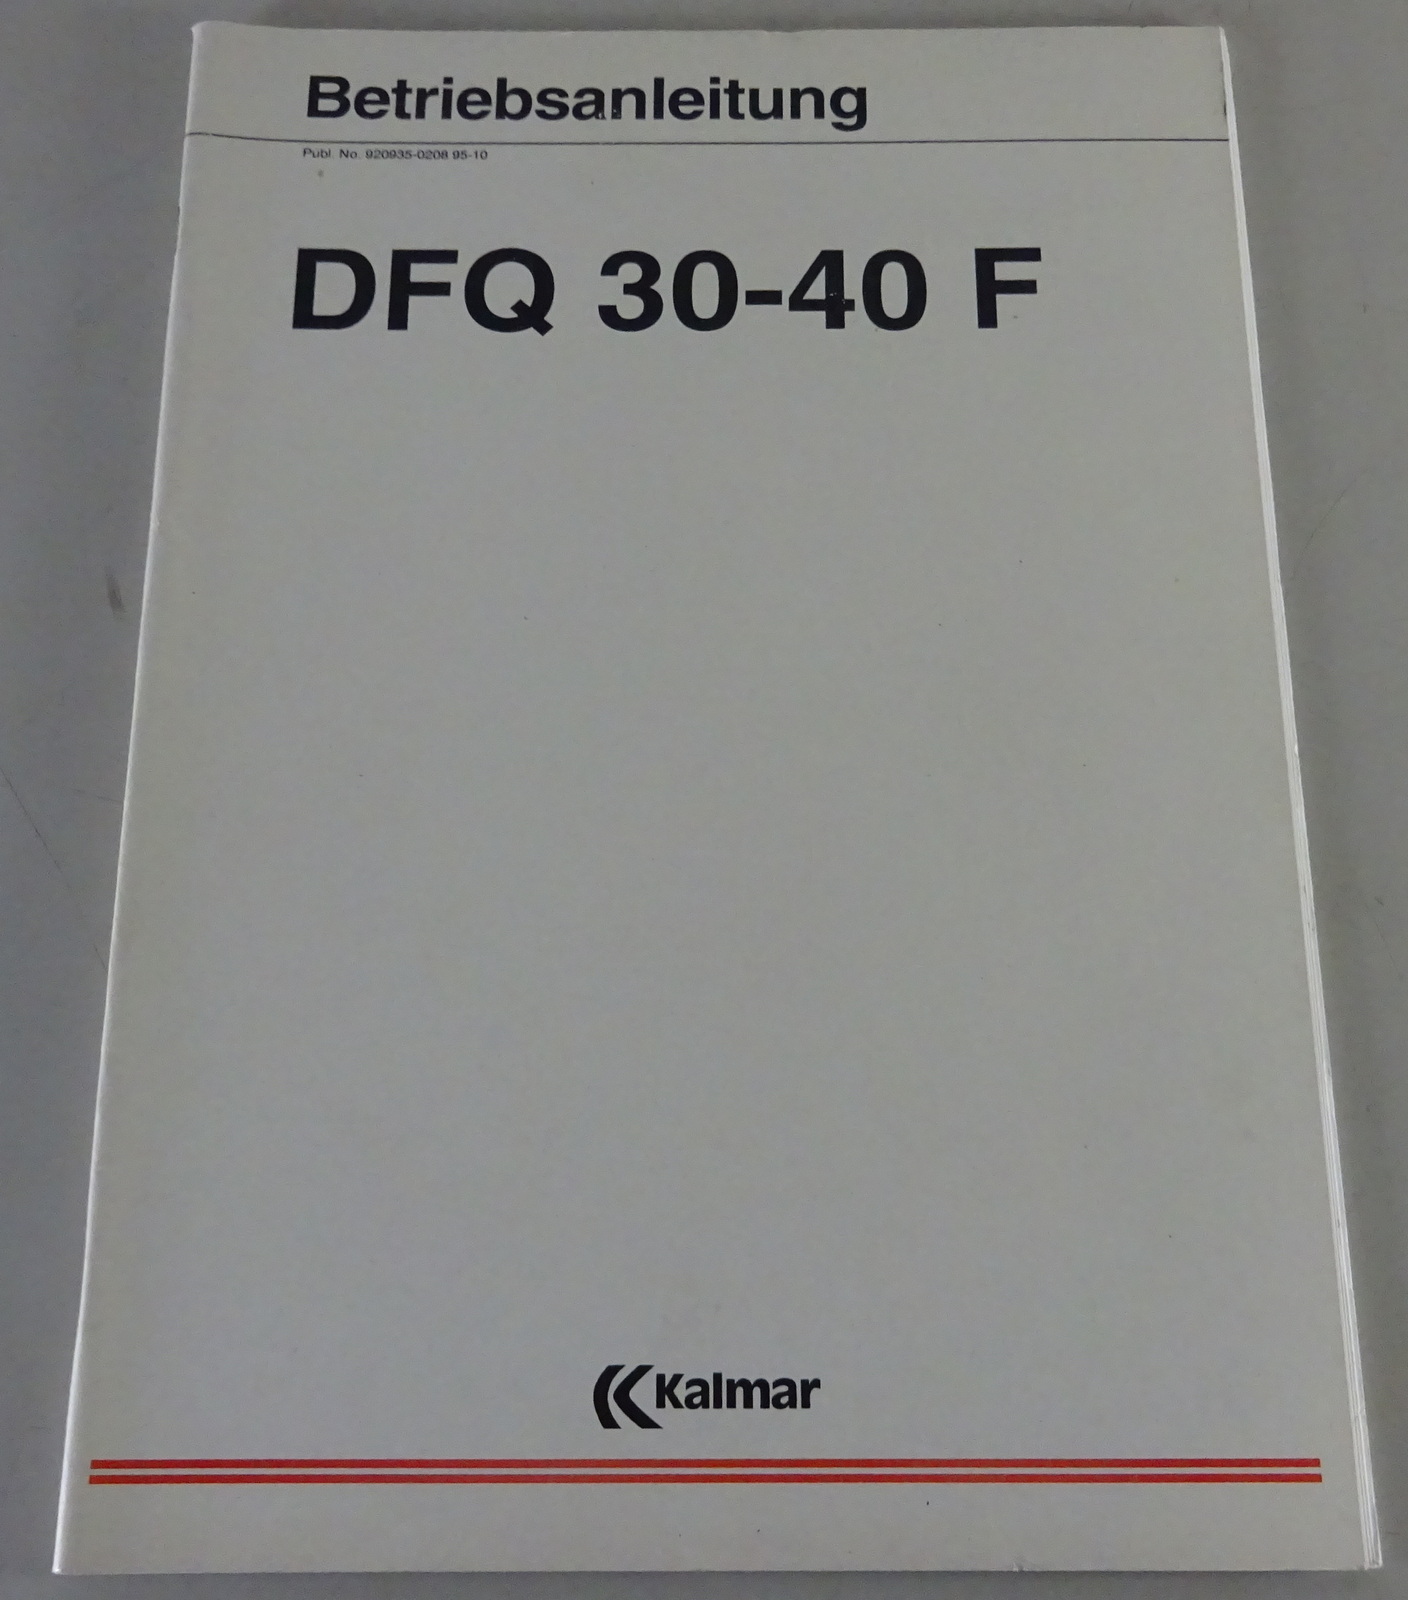 Betriebsanleitung
Publ. No. 920935-0208 95-10
DFQ 30-40 F
Kalmar